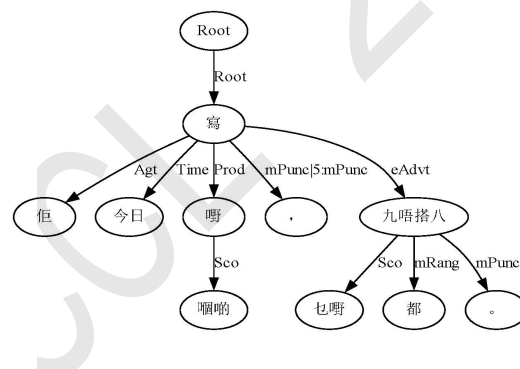 Root
Root
寫
Agt
Time
Prod
mPunc|5:mPunc
eAdvt
佢
今日
嘢
，
九唔搭八
Sco
Sco
mRang
mPunc
嗰啲
乜嘢
都
。